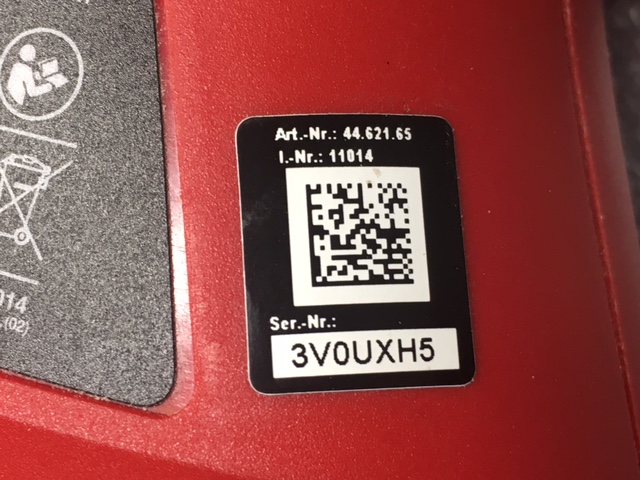 Art.-Nr.: 44.621.65
I.-Nr.: 11014
Ser.-Nr.:
3V0UXH5
014
(02)